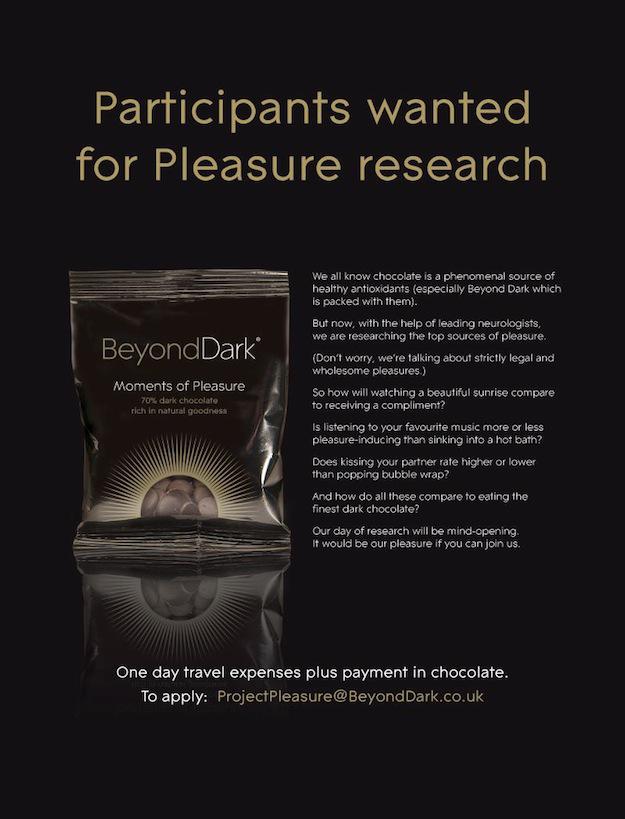 Participants wanted
for Pleasure research
BeyondDark®
Moments of Pleasure
70% dark chocolate
rich in natural goodness
We all know chocolate is a phenomenal source of
healthy antioxidants (especially Beyond Dark which
is packed with them).
But now, with the help of leading neurologists,
we are researching the top sources of pleasure.
(Don't worry, we're talking about strictly legal and
wholesome pleasures.)
So how will watching a beautiful sunrise compare
to receiving a compliment?
Is listening to your favourite music more or less
pleasure-inducing than sinking into a hot bath?
Does kissing your partner rate higher or lower
than popping bubble wrap?
And how do all these compare to eating the
finest dark chocolate?
Our day of research will be mind-opening.
It would be our pleasure if you can join us.
One day travel expenses plus payment in chocolate.
To apply: ProjectPleasure@BeyondDark.co.uk